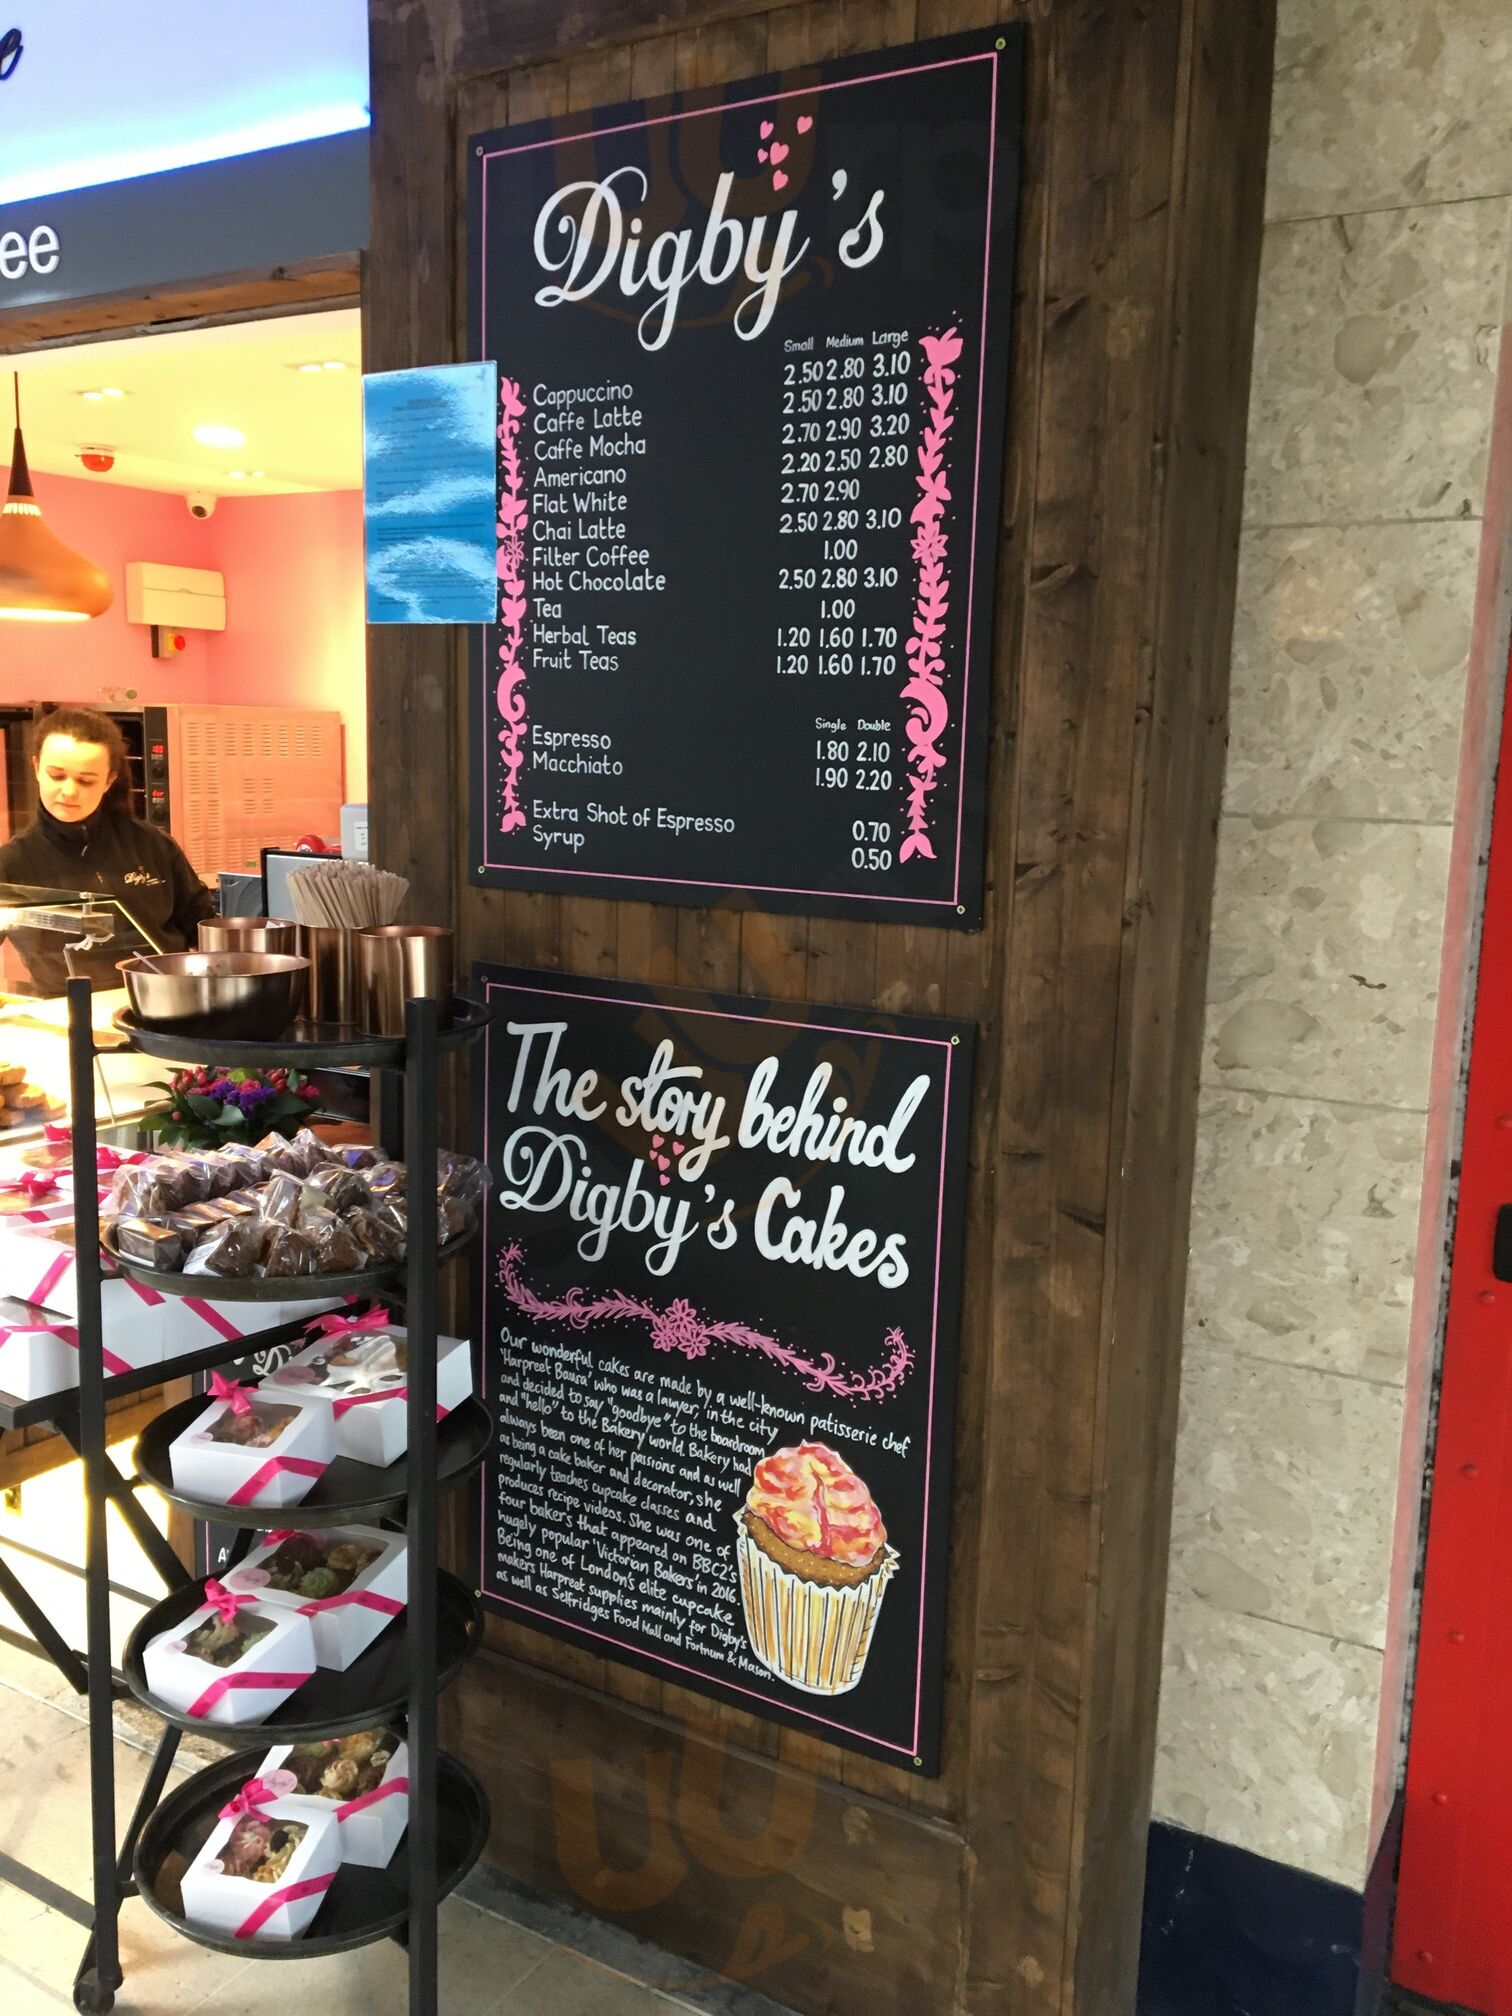 ee
Digby's
Small Medium Large
Cappuccino 2.50 2.80 3.10
Caffe Latte 2.50 2.80 3.10
Caffe Mocha 2.70 2.90 3.20
Americano 2.20 2.50 2.80
Flat White 2.70 2.90
Chai Latte 2.50 2.80 3.10
Filter Coffee 1.00
Hot Chocolate 2.50 2.80 3.10
Tea 1.00
Herbal Teas 1.20 1.60 1.70
Fruit Teas 1.20 1.60 1.70
Single Double
Espresso 1.80 2.10
Macchiato 1.90 2.20
Extra Shot of Espresso 0.70
Syrup 0.50
Digby's
The story behind
Digby's Cakes
Our wonderful cakes are made by a well-known patisserie chef
'Harpreet Baura' who was a lawyer, in the city
and decided to say "goodbye" to the boardroom
and "hello" to the Bakery world. Bakery had
always been one of her passions and as well
as being a cake baker and decorator, she
regularly teaches cupcake classes and
produces recipe videos. She was one of
four bakers that appeared on BBC2's
hugely popular 'Victorian Bakers' in 2016.
Being one of London's elite cupcake
makers Harpreet supplies mainly for Digby's
as well as Selfridges Food Hall and Fortnum & Mason.